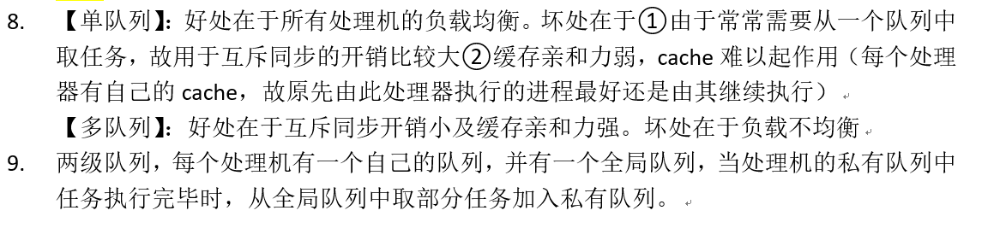 8. 【单队列】：好处在于所有处理机的负载均衡。坏处在于①由于常常需要从一个队列中
取任务，故用于互斥同步的开销比较大②缓存亲和力弱，cache 难以起作用（每个处理
器有自己的 cache，故原先由此处理器执行的进程最好还是由其继续执行）
【多队列】：好处在于互斥同步开销小及缓存亲和力强。坏处在于负载不均衡
9. 两级队列，每个处理机有一个自己的队列，并有一个全局队列，当处理机的私有队列中
任务执行完毕时，从全局队列中取部分任务加入私有队列。